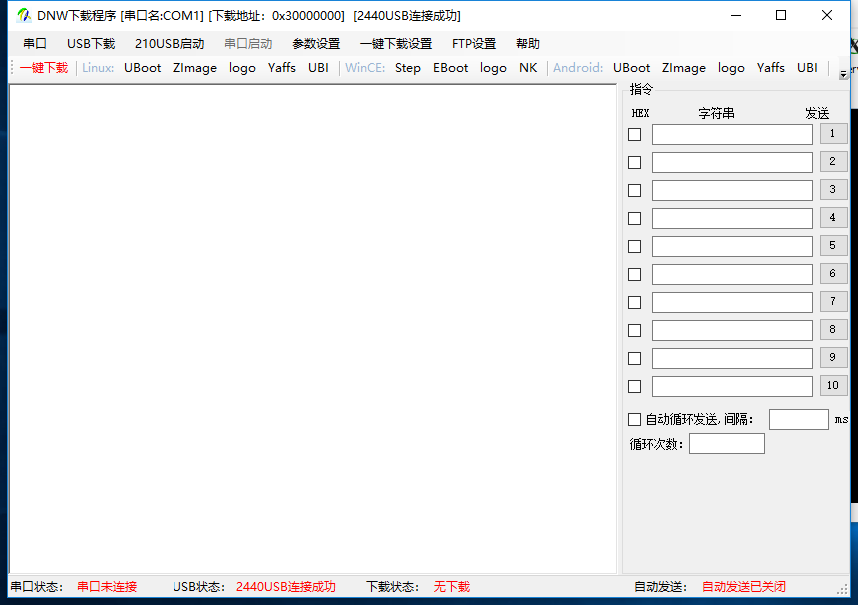 DNW下载程序 [串口名:COM1] [下载地址：0x30000000] [2440USB连接成功]
串口 USB下载 210USB启动 串口启动 参数设置 一键下载设置 FTP设置 帮助
一键下载 Linux: UBoot ZImage logo Yaffs UBI WinCE: Step EBoot logo NK Android: UBoot ZImage logo Yaffs UBI
指令
HEX 字符串 发送
1
2
3
4
5
6
7
8
9
10
自动循环发送,间隔： ms
循环次数：
串口状态： 串口未连接 USB状态： 2440USB连接成功 下载状态： 无下载 自动发送： 自动发送已关闭